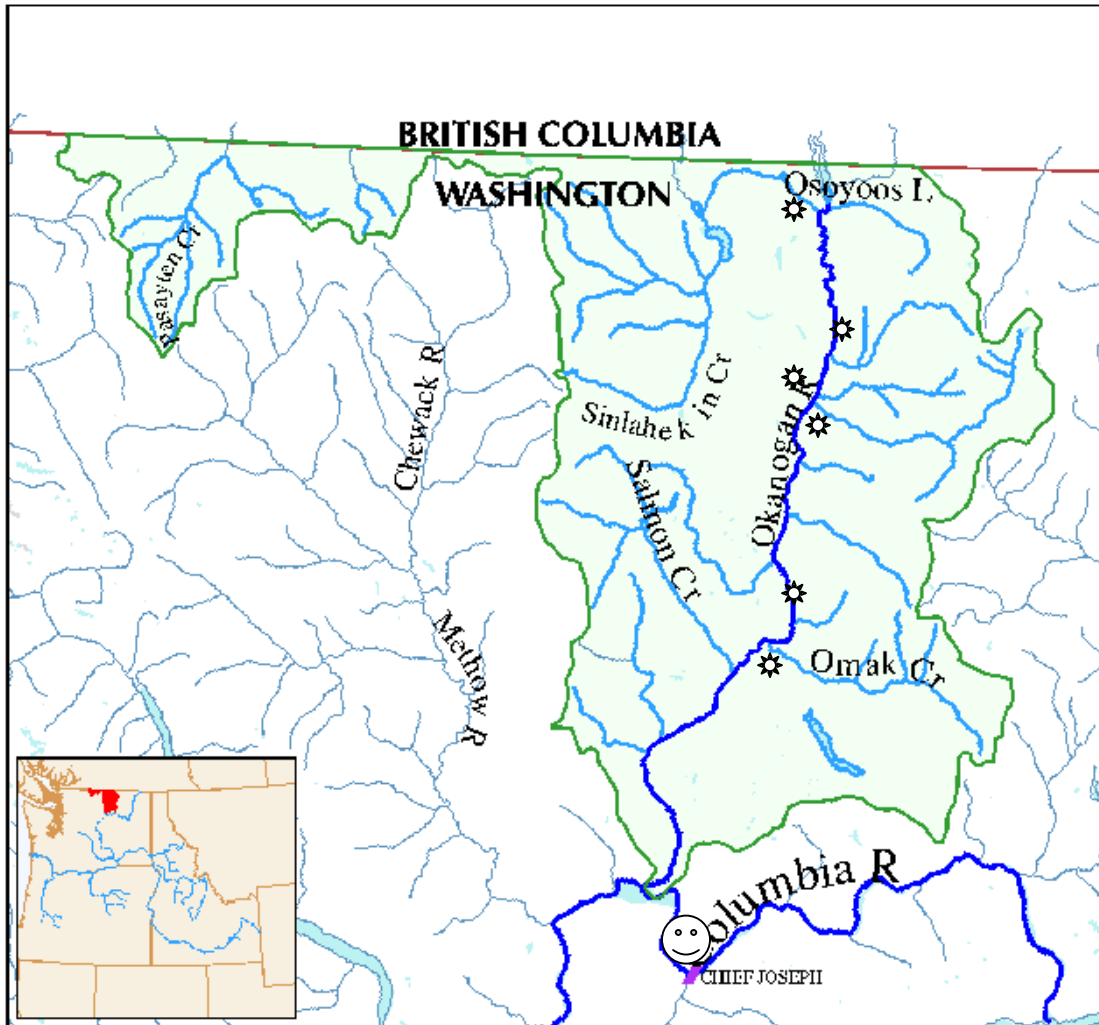 BRITISH COLUMBIA
WASHINGTON
Osoyoos L
Pasayten Cr
Chewack R
Sinlahekin Cr
Okanogan R
Salmon Cr
Methow R
Omak Cr
Columbia R
CHIEF JOSEPH